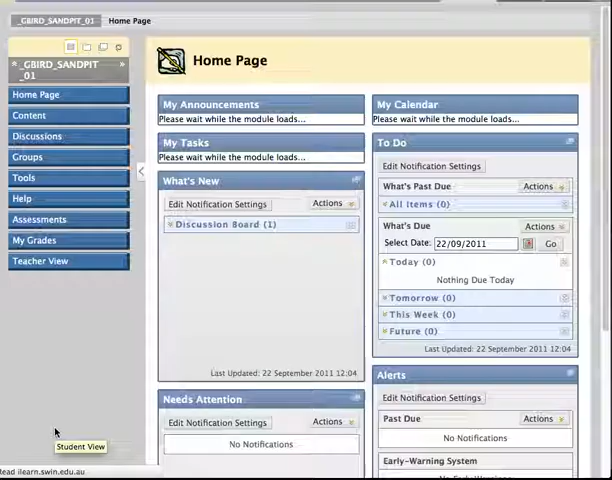 _GBIRD_SANDPIT_01 Home Page
_GBIRD_SANDPIT
_01
Home Page
Content
Discussions
Groups
Tools
Help
Assessments
My Grades
Teacher View
Student View
tead ilearn.swin.edu.au
Home Page
My Announcements
Please wait while the module loads...
My Tasks
Please wait while the module loads...
What's New
Edit Notification Settings Actions
Discussion Board (1)
Last Updated: 22 September 2011 12:04
Needs Attention
Edit Notification Settings Actions
No Notifications
My Calendar
Please wait while the module loads...
To Do
Edit Notification Settings
What's Past Due Actions
All Items (0)
What's Due Actions
Select Date: 22/09/2011 Go
Today (0)
Nothing Due Today
Tomorrow (0)
This Week (0)
Future (0)
Last Updated: 22 September 2011 12:04
Alerts
Edit Notification Settings
Past Due Actions
No Notifications
Early-Warning System